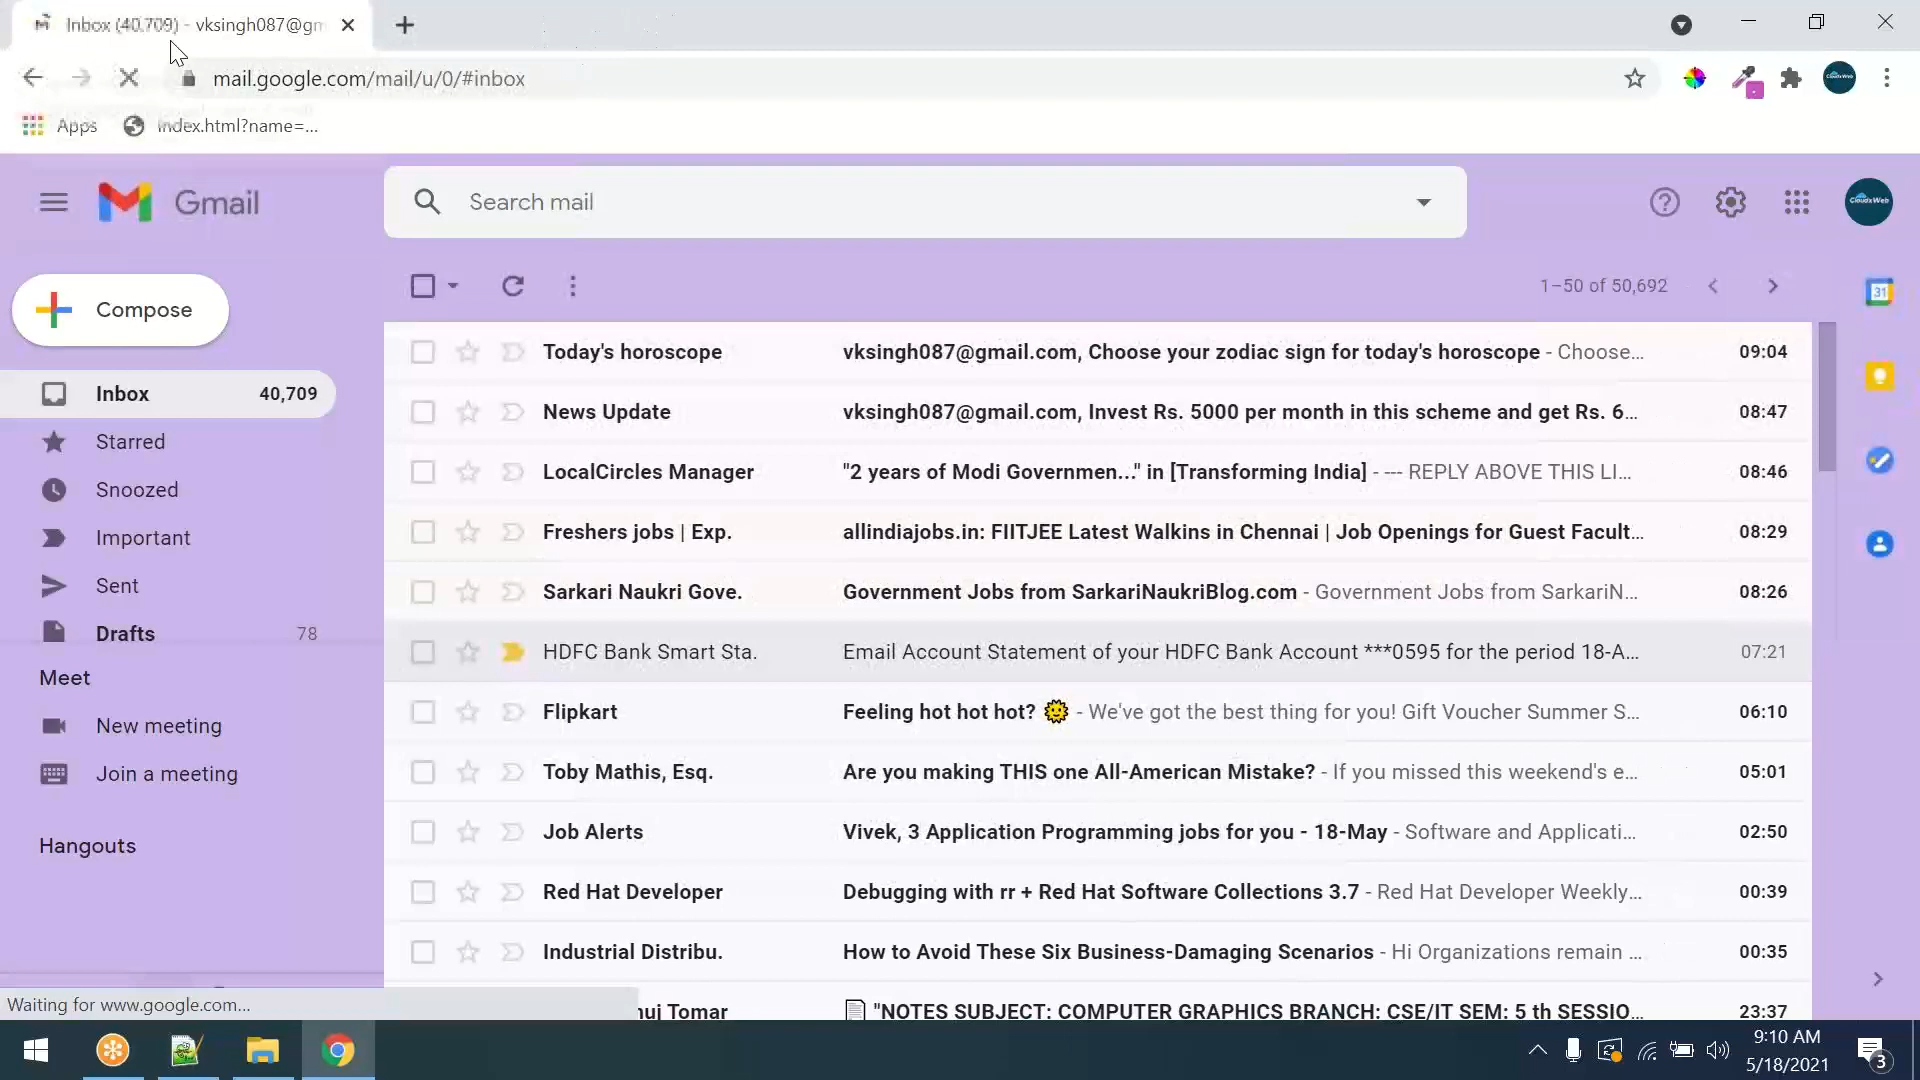 Inbox (40,709) - vksingh087@gm
mail.google.com/mail/u/0/#inbox
Apps
index.html?name=...
Gmail
Search mail
CloudxWeb
Compose
1–50 of 50,692
31
Inbox 40,709
Starred
Snoozed
Important
Sent
Drafts 78
Meet
New meeting
Join a meeting
Hangouts
Today's horoscope vksingh087@gmail.com, Choose your zodiac sign for today's horoscope - Choose... 09:04
News Update vksingh087@gmail.com, Invest Rs. 5000 per month in this scheme and get Rs. 6... 08:47
LocalCircles Manager "2 years of Modi Governmen..." in [Transforming India] - --- REPLY ABOVE THIS LI... 08:46
Freshers jobs | Exp. allindiajobs.in: FIITJEE Latest Walkins in Chennai | Job Openings for Guest Facult... 08:29
Sarkari Naukri Gove. Government Jobs from SarkariNaukriBlog.com - Government Jobs from SarkariN... 08:26
HDFC Bank Smart Sta. Email Account Statement of your HDFC Bank Account ***0595 for the period 18-A... 07:21
Flipkart Feeling hot hot hot? 🌞 - We've got the best thing for you! Gift Voucher Summer S... 06:10
Toby Mathis, Esq. Are you making THIS one All-American Mistake? - If you missed this weekend's e... 05:01
Job Alerts Vivek, 3 Application Programming jobs for you - 18-May - Software and Applicati... 02:50
Red Hat Developer Debugging with rr + Red Hat Software Collections 3.7 - Red Hat Developer Weekly... 00:39
Industrial Distribu. How to Avoid These Six Business-Damaging Scenarios - Hi Organizations remain ... 00:35
Tomar "NOTES SUBJECT: COMPUTER GRAPHICS BRANCH: CSE/IT SEM: 5 th SESSIO... 23:37
Waiting for www.google.com...
9:10 AM
5/18/2021
3